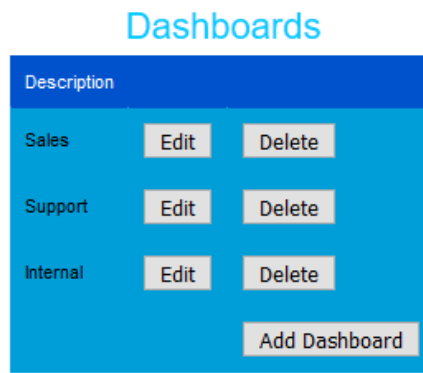 Dashboards
Description
Sales Edit Delete
Support Edit Delete
Internal Edit Delete
Add Dashboard